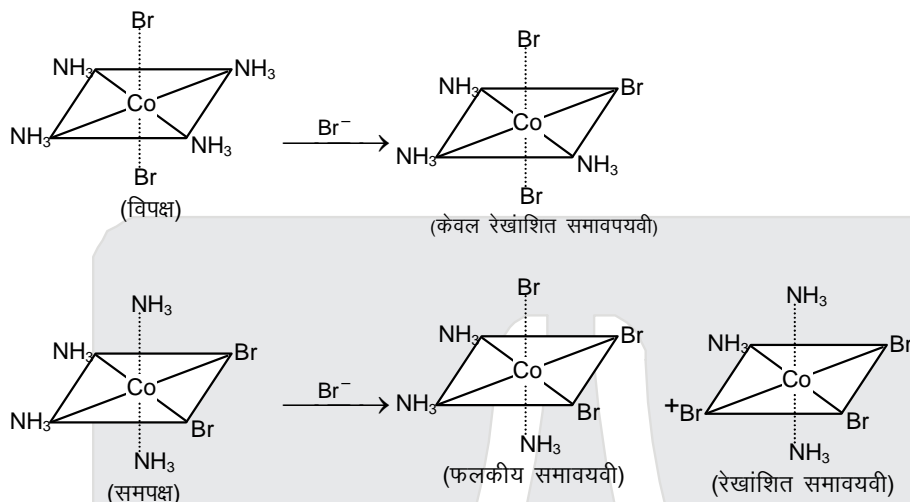 Br
NH₃
NH₃
Co
NH₃
NH₃
Br
(विपक्ष)
Br⁻
Br
NH₃
Br
Co
NH₃
NH₃
Br
(केवल रेखांशित समावपयवी)
NH₃
NH₃
Br
Co
NH₃
Br
NH₃
(समपक्ष)
Br⁻
Br
NH₃
Br
Co
NH₃
Br
NH₃
(फलकीय समावयवी)
+
NH₃
NH₃
Br
Co
Br
Br
NH₃
(रेखांशित समावयवी)